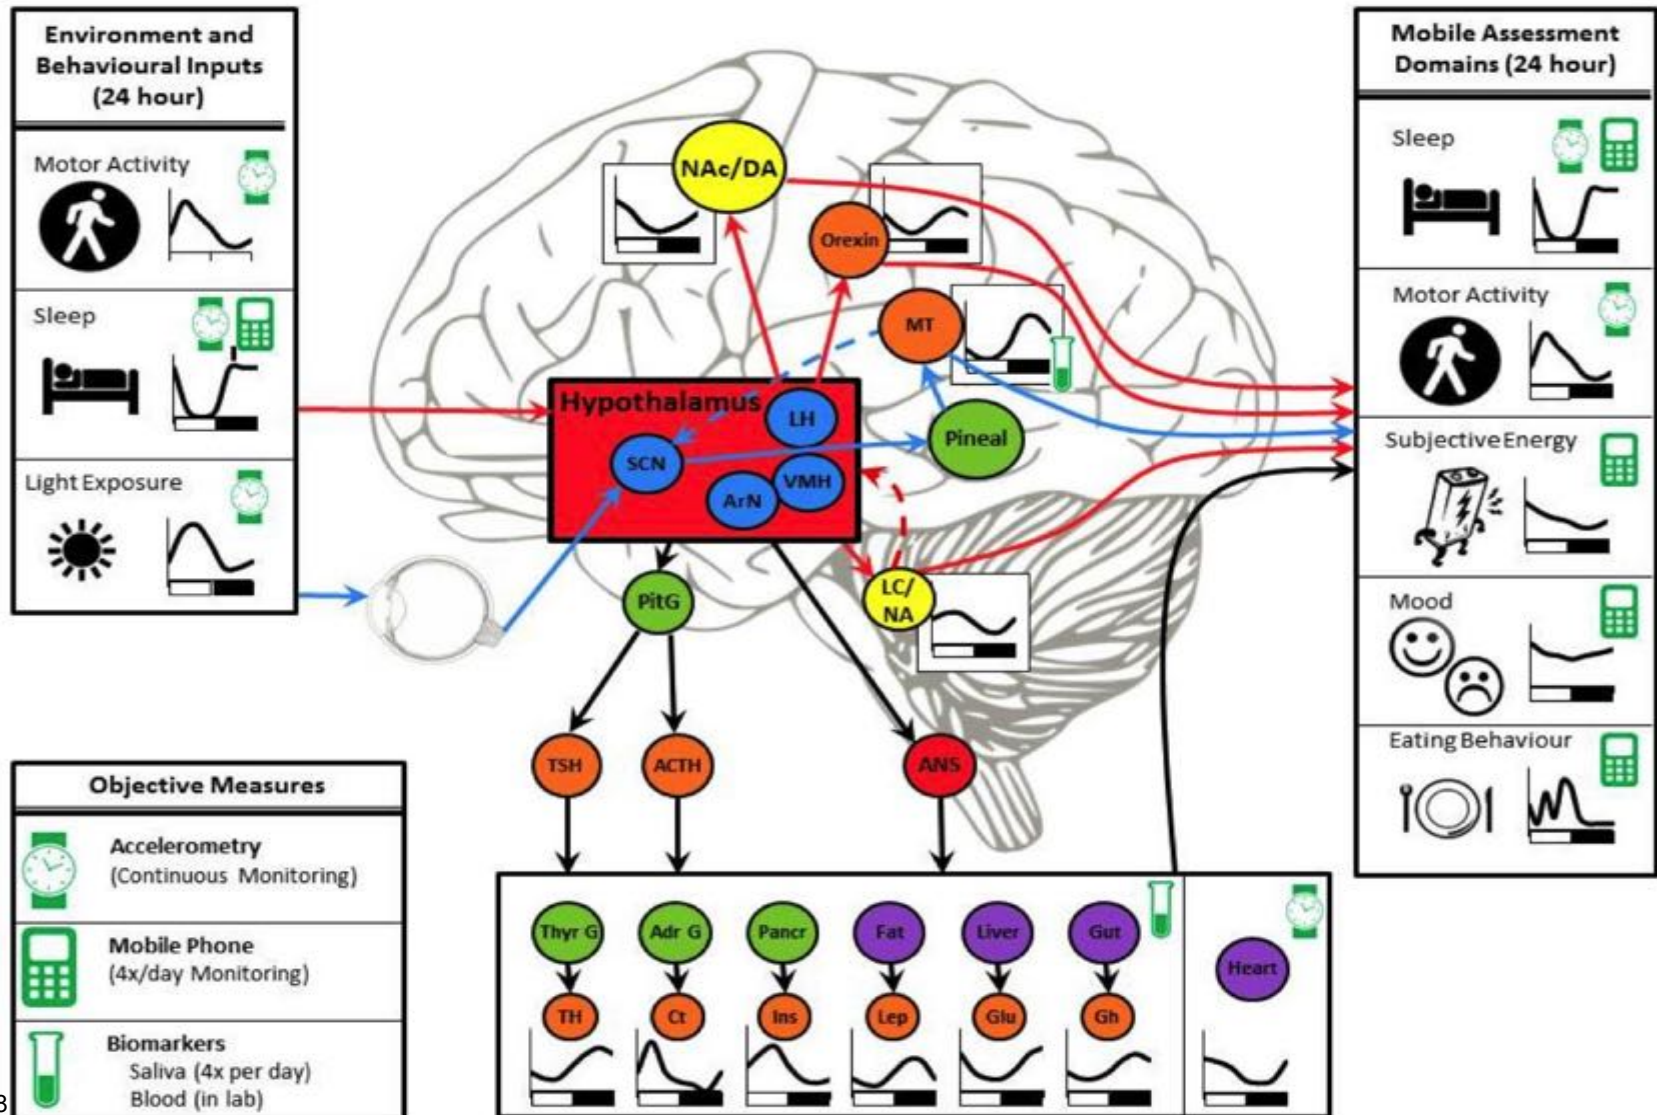 Environment and
Behavioural Inputs
(24 hour)
Motor Activity
Sleep
Light Exposure
Objective Measures
Accelerometry
(Continuous Monitoring)
Mobile Phone
(4x/day Monitoring)
Biomarkers
Saliva (4x per day)
Blood (in lab)
3
NAc/DA
Orexin
MT
Hypothalamus
LH
SCN
Pineal
VMH
ArN
PitG
LC/
NA
TSH
ACTH
ANS
Thyr G
Adr G
Pancr
Fat
Liver
Gut
Heart
TH
Ct
Ins
Lep
Glu
Gh
Mobile Assessment
Domains (24 hour)
Sleep
Motor Activity
Subjective Energy
Mood
Eating Behaviour